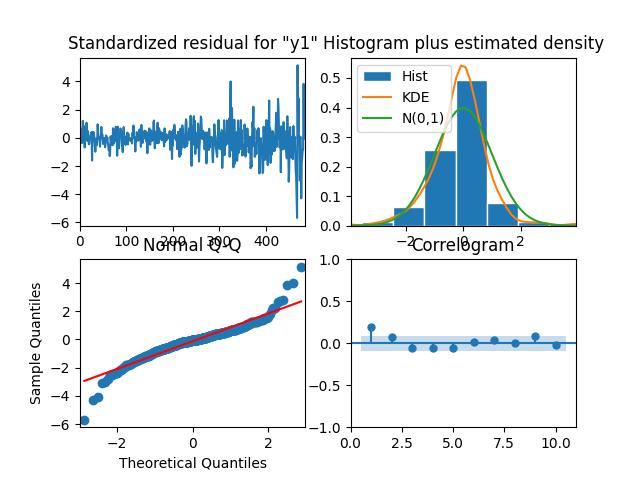 Standardized residual for "y1" Histogram plus estimated density
4
2
0
−2
−4
−6
0 100 200 300 400
0.5
0.4
0.3
0.2
0.1
0.0
−2 0 2
Hist
KDE
N(0,1)
Normal Q-Q
Sample Quantiles
4
2
0
−2
−4
−6
−2 0 2
Theoretical Quantiles
Correlogram
1.0
0.5
0.0
−0.5
−1.0
0.0 2.5 5.0 7.5 10.0